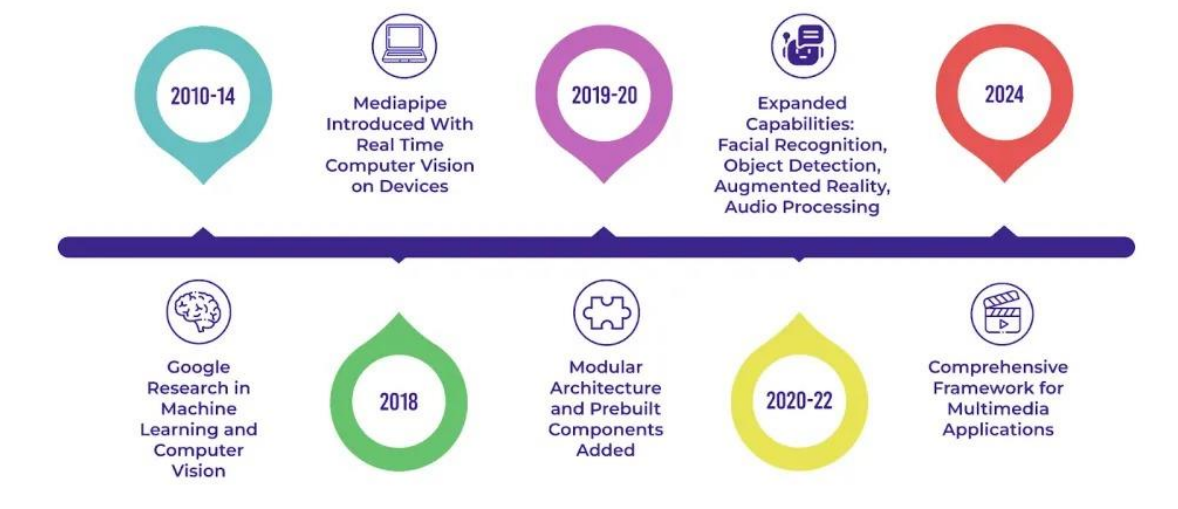 2010-14
Mediapipe
Introduced With
Real Time
Computer Vision
on Devices
2019-20
Expanded
Capabilities:
Facial Recognition,
Object Detection,
Augmented Reality,
Audio Processing
2024
Google
Research in
Machine
Learning and
Computer
Vision
2018
Modular
Architecture
and Prebuilt
Components
Added
2020-22
Comprehensive
Framework for
Multimedia
Applications